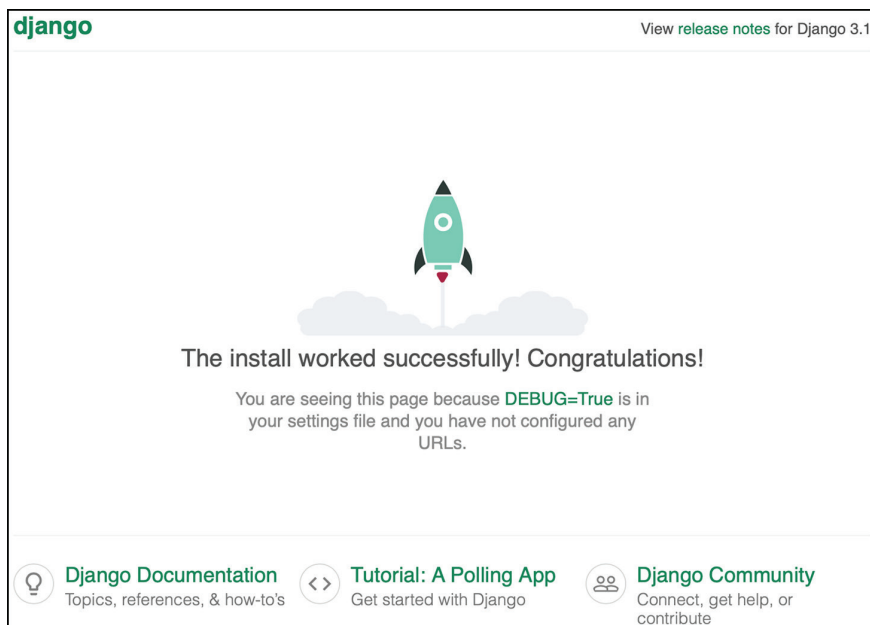 django
View release notes for Django 3.1
The install worked successfully! Congratulations!
You are seeing this page because DEBUG=True is in
your settings file and you have not configured any
URLs.
Django Documentation
Topics, references, & how-to's
Tutorial: A Polling App
Get started with Django
Django Community
Connect, get help, or
contribute